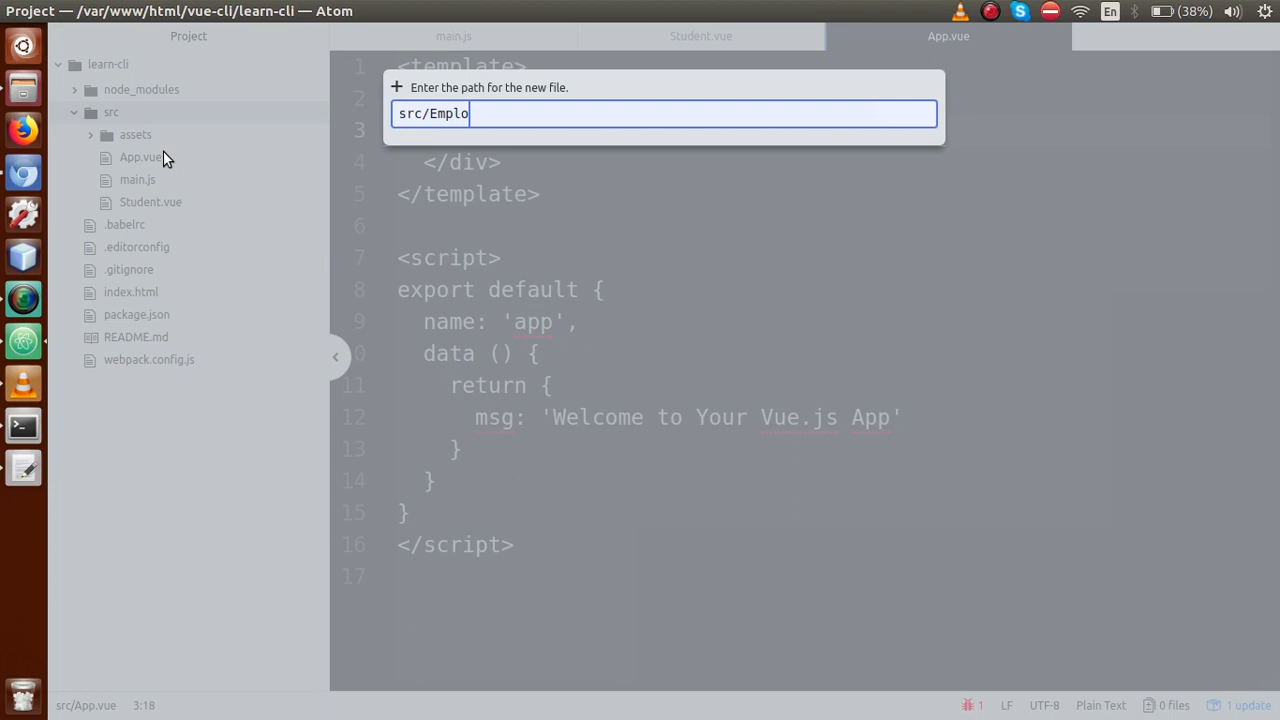 Project — /var/www/html/vue-cli/learn-cli — Atom
En
(38%)
Project
main.js
Student.vue
App.vue
learn-cli
node_modules
src
assets
App.vue
main.js
Student.vue
.babelrc
.editorconfig
.gitignore
index.html
package.json
README.md
webpack.config.js
Enter the path for the new file.
src/Emplo
1 <template>
2
3
4 </div>
5 </template>
6
7 <script>
8 export default {
9 name: 'app',
0 data () {
11 return {
12 msg: 'Welcome to Your Vue.js App'
13 }
14 }
15 }
16 </script>
17
src/App.vue 3:18
1 LF UTF-8 Plain Text 0 files 1 update